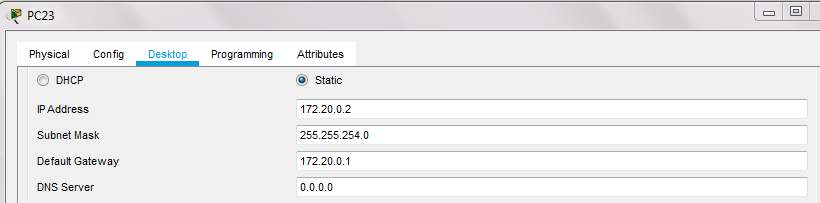 PC23
Physical Config Desktop Programming Attributes
DHCP Static
IP Address 172.20.0.2
Subnet Mask 255.255.254.0
Default Gateway 172.20.0.1
DNS Server 0.0.0.0